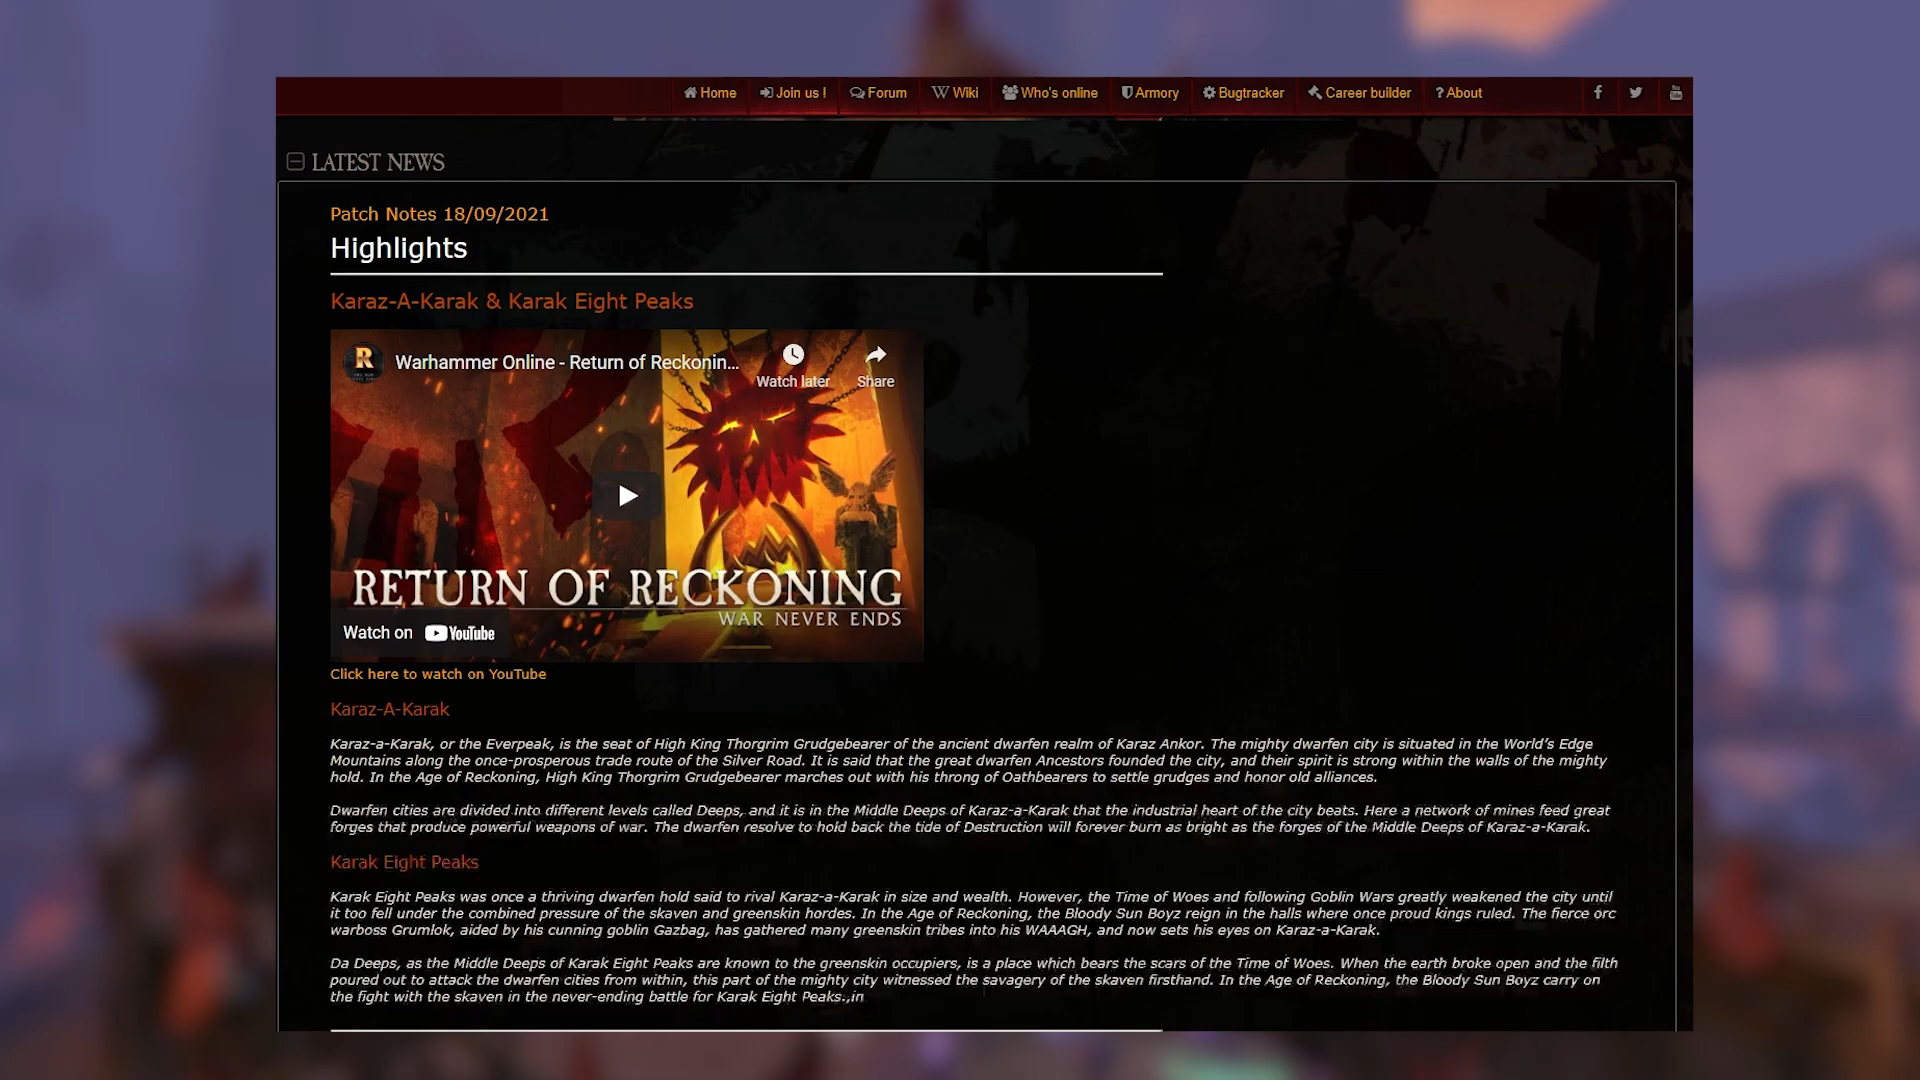 Home Join us ! Forum Wiki Who's online Armory Bugtracker Career builder ? About
LATEST NEWS
Patch Notes 18/09/2021
Highlights
Karaz-A-Karak & Karak Eight Peaks
Warhammer Online - Return of Reckonin...
Watch later
Share
RETURN OF RECKONING
WAR NEVER ENDS
Watch on YouTube
Click here to watch on YouTube
Karaz-A-Karak
Karaz-a-Karak, or the Everpeak, is the seat of High King Thorgrim Grudgebearer of the ancient dwarfen realm of Karaz Ankor. The mighty dwarfen city is situated in the World's Edge
Mountains along the once-prosperous trade route of the Silver Road. It is said that the great dwarfen Ancestors founded the city, and their spirit is strong within the walls of the mighty
hold. In the Age of Reckoning, High King Thorgrim Grudgebearer marches out with his throng of Oathbearers to settle grudges and honor old alliances.
Dwarfen cities are divided into different levels called Deeps, and it is in the Middle Deeps of Karaz-a-Karak that the industrial heart of the city beats. Here a network of mines feed great
forges that produce powerful weapons of war. The dwarfen resolve to hold back the tide of Destruction will forever burn as bright as the forges of the Middle Deeps of Karaz-a-Karak.
Karak Eight Peaks
Karak Eight Peaks was once a thriving dwarfen hold said to rival Karaz-a-Karak in size and wealth. However, the Time of Woes and following Goblin Wars greatly weakened the city until
it too fell under the combined pressure of the skaven and greenskin hordes. In the Age of Reckoning, the Bloody Sun Boyz reign in the halls where once proud kings ruled. The fierce orc
warboss Grumlok, aided by his cunning goblin Gazbag, has gathered many greenskin tribes into his WAAAGH, and now sets his eyes on Karaz-a-Karak.
Da Deeps, as the Middle Deeps of Karak Eight Peaks are known to the greenskin occupiers, is a place which bears the scars of the Time of Woes. When the earth broke open and the filth
poured out to attack the dwarfen cities from within, this part of the mighty city witnessed the savagery of the skaven firsthand. In the Age of Reckoning, the Bloody Sun Boyz carry on
the fight with the skaven in the never-ending battle for Karak Eight Peaks.,in